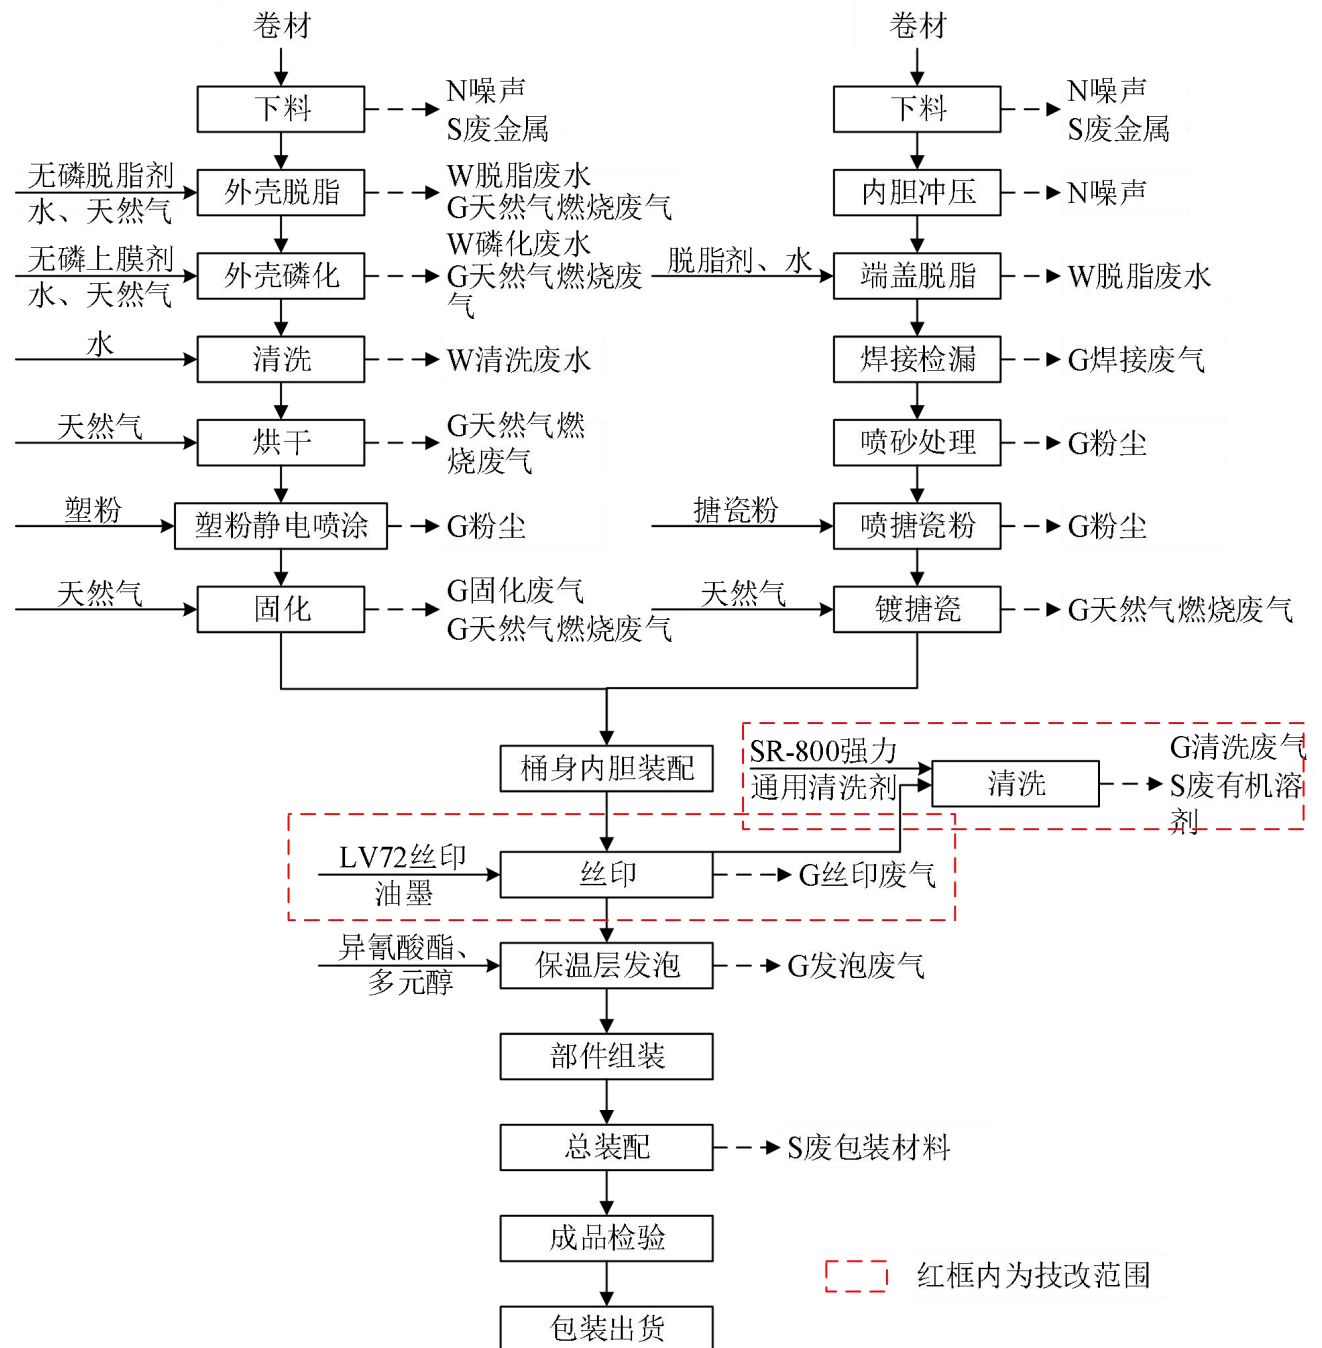 卷材
下料
N噪声
S废金属
无磷脱脂剂
水、天然气
外壳脱脂
W脱脂废水
G天然气燃烧废气
无磷上膜剂
水、天然气
外壳磷化
W磷化废水
G天然气燃烧废
气
水
清洗
W清洗废水
天然气
烘干
G天然气燃
烧废气
塑粉
塑粉静电喷涂
G粉尘
天然气
固化
G固化废气
G天然气燃烧废气
卷材
下料
N噪声
S废金属
内胆冲压
N噪声
脱脂剂、水
端盖脱脂
W脱脂废水
焊接检漏
G焊接废气
喷砂处理
G粉尘
搪瓷粉
喷搪瓷粉
G粉尘
天然气
镀搪瓷
G天然气燃烧废气
桶身内胆装配
SR-800强力
通用清洗剂
清洗
G清洗废气
S废有机溶
剂
LV72丝印
油墨
丝印
G丝印废气
异氰酸酯、
多元醇
保温层发泡
G发泡废气
部件组装
总装配
S废包装材料
成品检验
包装出货
红框内为技改范围